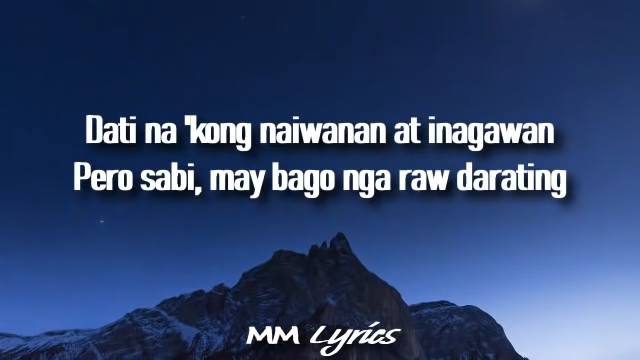 Dati na 'kong naiwanan at inagawan
Pero sabi, may bago nga raw darating
MM Lyrics